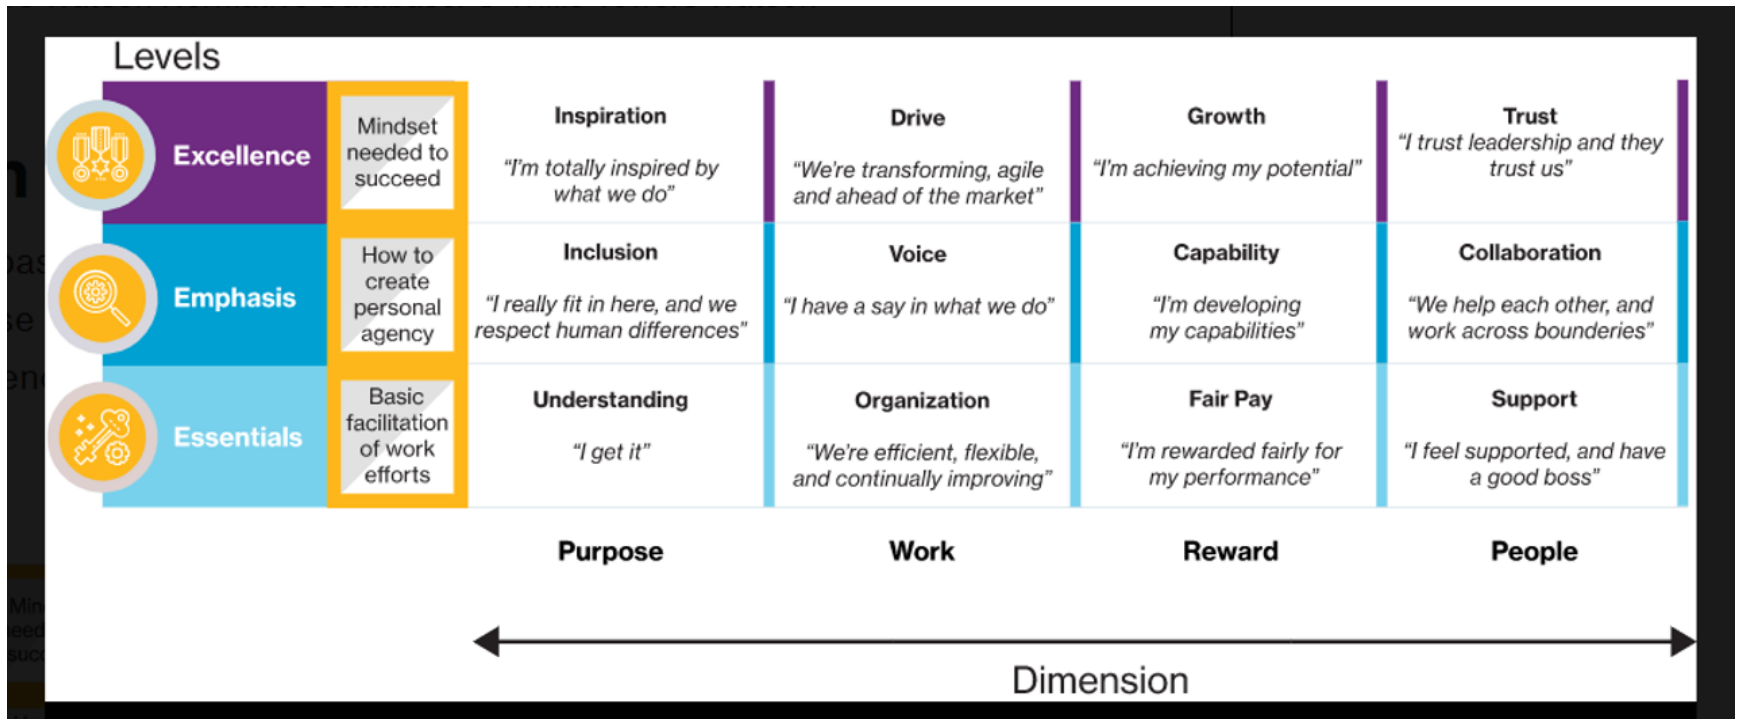 Levels
Excellence
Mindset
needed to
succeed
Inspiration
“I’m totally inspired by
what we do”
Drive
“We’re transforming, agile
and ahead of the market”
Growth
“I’m achieving my potential”
Trust
“I trust leadership and they
trust us”
Emphasis
How to
create
personal
agency
Inclusion
“I really fit in here, and we
respect human differences”
Voice
“I have a say in what we do”
Capability
“I’m developing
my capabilities”
Collaboration
“We help each other, and
work across bounderies”
Essentials
Basic
facilitation
of work
efforts
Understanding
“I get it”
Organization
“We’re efficient, flexible,
and continually improving”
Fair Pay
“I’m rewarded fairly for
my performance”
Support
“I feel supported, and have
a good boss”
Purpose
Work
Reward
People
Dimension